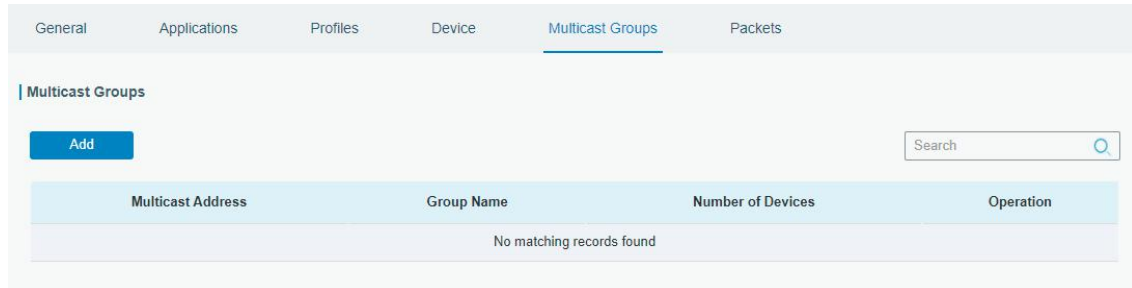 General Applications Profiles Device Multicast Groups Packets
Multicast Groups
Add Search
Multicast Address Group Name Number of Devices Operation
No matching records found